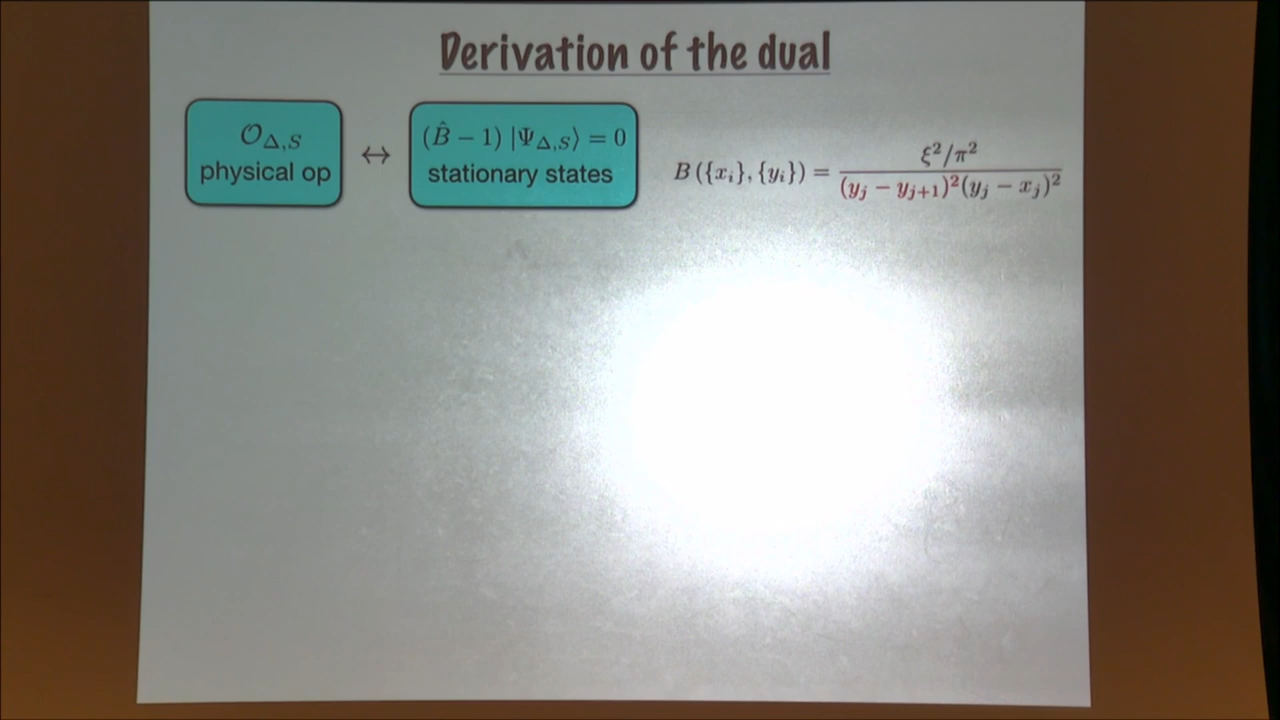 Derivation of the dual
𝒪_{Δ,S}
physical op
↔
(B̂ − 1) |Ψ_{Δ,S}⟩ = 0
stationary states
B({x_i}, {y_i}) = \frac{ξ²/π²}{(y_j − y_{j+1})²(y_j − x_j)²}